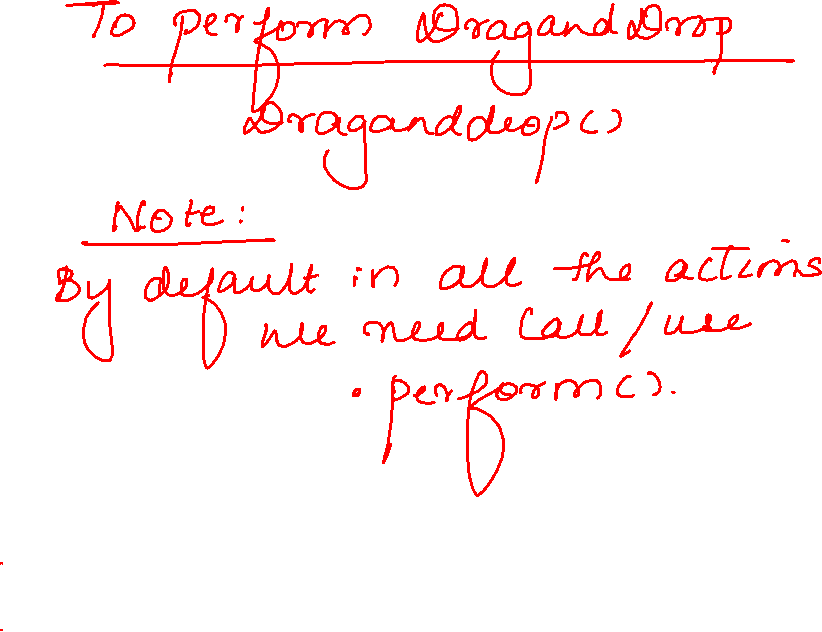 To perform DragandDrop
Draganddrop()
Note:
By default in all the actions
we need call/use
.perform().